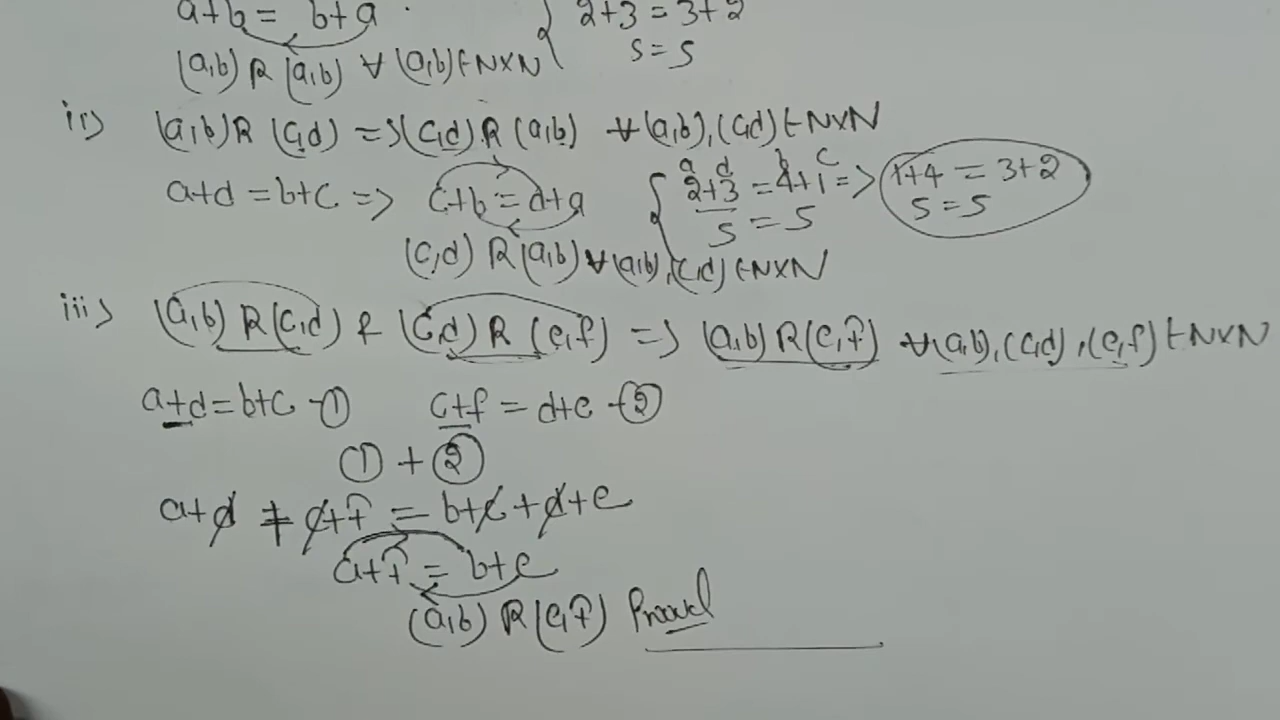 a+b = b+a { 2+3 = 3+2
5=5
(a,b) R (a,b) ∀ (a,b) ∈ N×N
ii) (a,b) R (c,d) => (c,d) R (a,b) ∀ (a,b), (c,d) ∈ N×N
a+d = b+c => c+b = d+a { 2+3 = 4+1 => 1+4 = 3+2
a d b c
5 = 5 5=5
(c,d) R (a,b) ∀ (a,b), (c,d) ∈ N×N
iii) (a,b) R (c,d) & (c,d) R (e,f) => (a,b) R (e,f) ∀ (a,b), (c,d), (e,f) ∈ N×N
a+d = b+c -① c+f = d+e -②
① + ②
a+d + c+f = b+c+d+e
a+f = b+e
(a,b) R (e,f) Proved